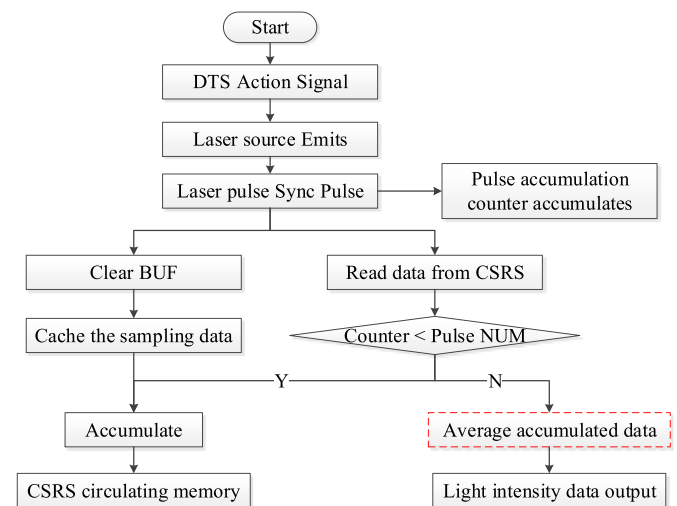 Start
DTS Action Signal
Laser source Emits
Laser pulse Sync Pulse
Pulse accumulation
counter accumulates
Clear BUF
Read data from CSRS
Cache the sampling data
Counter < Pulse NUM
Y
N
Accumulate
Average accumulated data
CSRS circulating memory
Light intensity data output